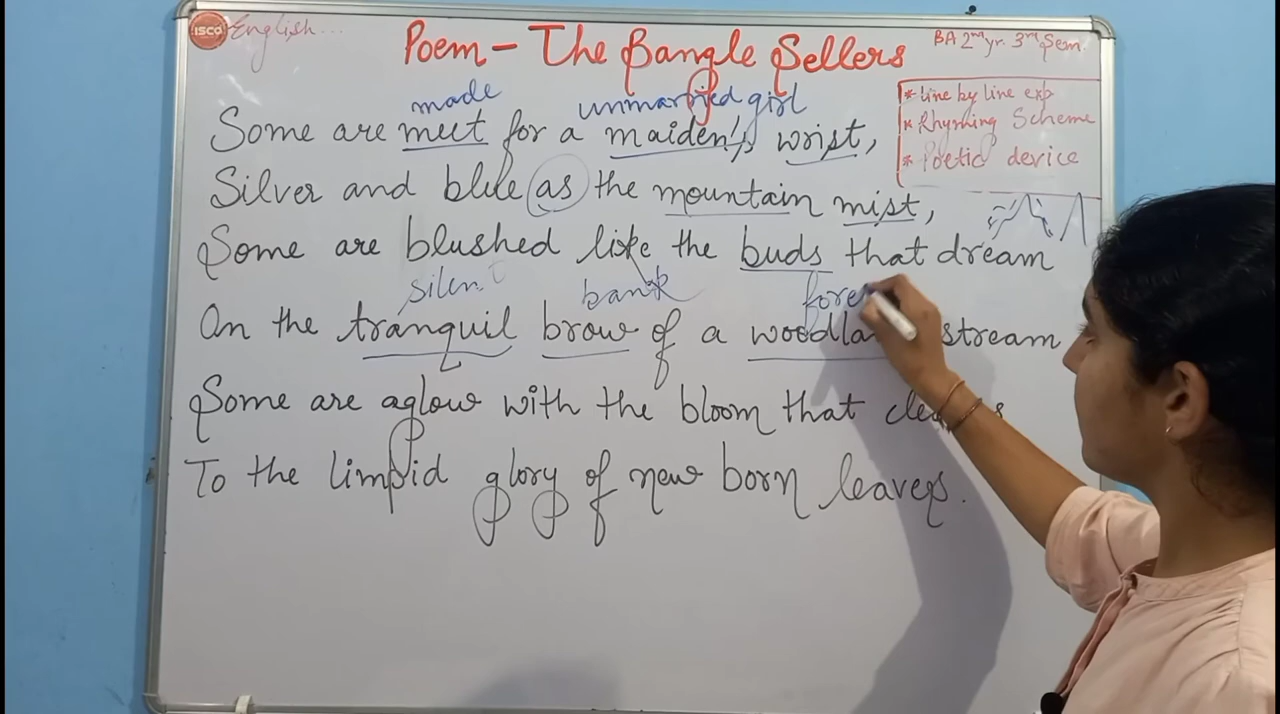 ISCO English...
Poem - The Bangle Sellers
BA 2nd yr. 3rd Sem.
* Line by line exp
* Rhyming Scheme
* Poetic device
made unmarried girl
Some are meet for a maiden's wrist,
Silver and blue as the mountain mist,
Some are blushed like the buds that dream
silent bank fore
On the tranquil brow of a woodla stream
Some are aglow with the bloom that cle s
To the limpid glory of new born leaves.